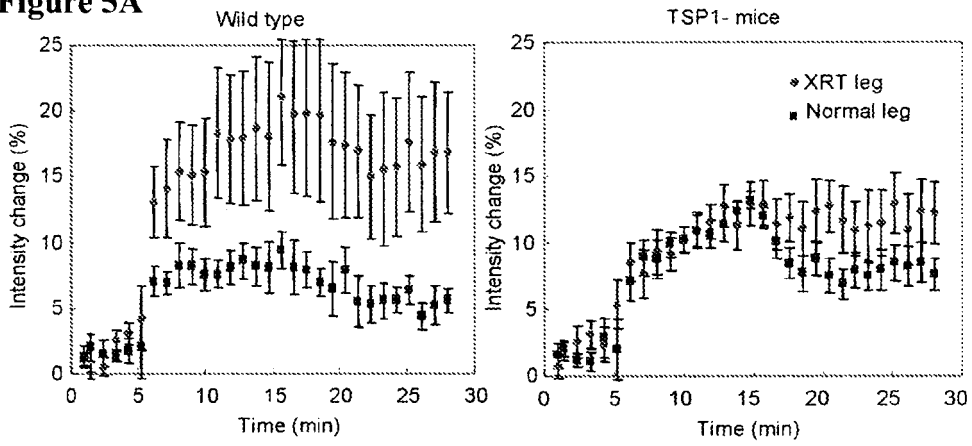 Figure 5A
Wild type
TSP1- mice
25
20
15
10
5
0
Intensity change (%)
0 5 10 15 20 25 30
Time (min)
25
20
15
10
5
0
Intensity change (%)
XRT leg
Normal leg
0 5 10 15 20 25 30
Time (min)